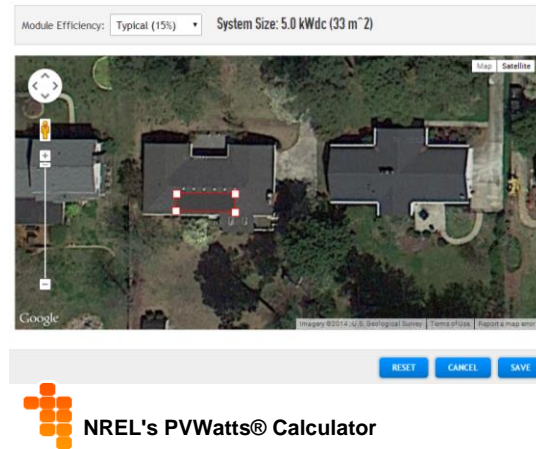 Module Efficiency: Typical (15%) System Size: 5.0 kWdc (33 m^2)
Map Satellite
Google
Imagery ©2014, U.S. Geological Survey Terms of Use Report a map error
RESET CANCEL SAVE
NREL's PVWatts® Calculator